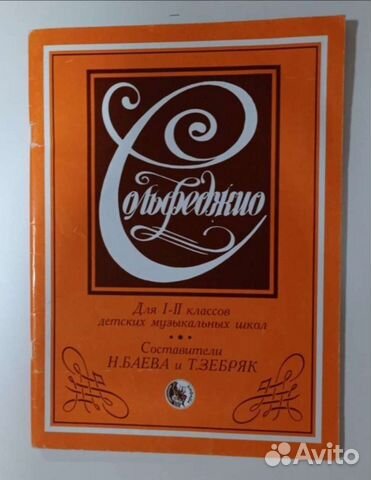 Сольфеджио
Для I-II классов
детских музыкальных школ
Составители
Н.БАЕВА и Т.ЗЕБРЯК
Avito